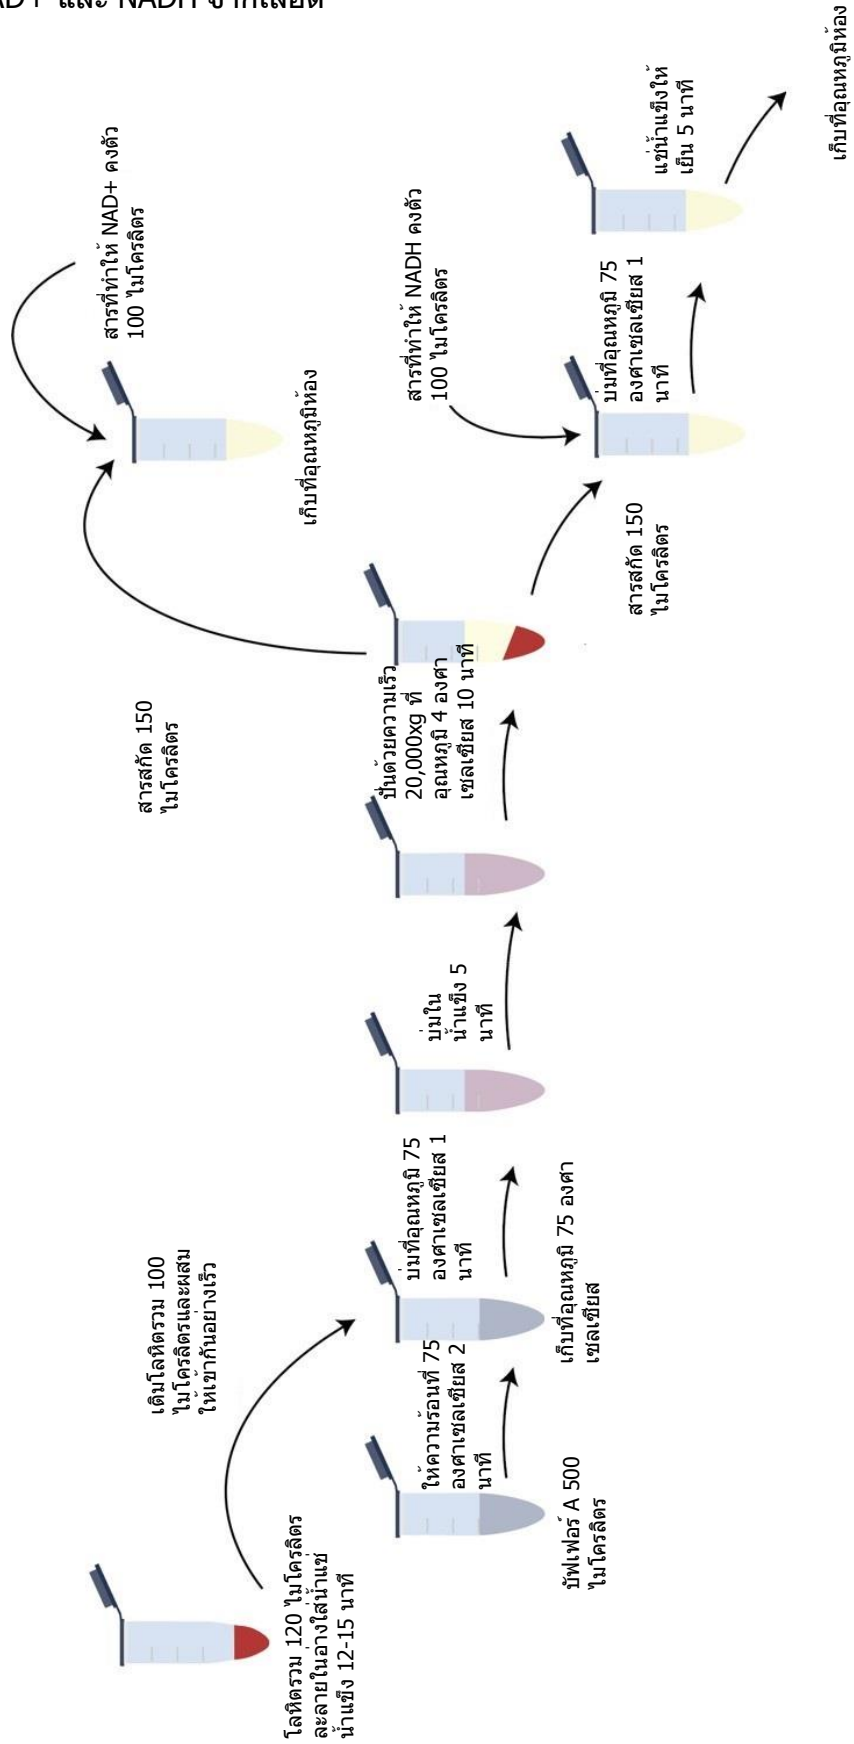 และ NADH จากเลือด
โลหิตรวม 120 ไมโครลิตร
ละลายในอ่างใส่น้ำแช่
น้ำแข็ง 12-15 นาที
เติมโลหิตรวม 100
ไมโครลิตรและผสม
ให้เข้ากันอย่างเร็ว
บัฟเฟอร์ A 500
ไมโครลิตร
ให้ความร้อนที่ 75
องศาเซลเซียส 2
นาที
เก็บที่อุณหภูมิ 75 องศา
เซลเซียส
บ่มที่อุณหภูมิ 75
องศาเซลเซียส 1
นาที
บ่มใน
น้ำแข็ง 5
นาที
ปั่นด้วยความเร็ว
20,000xg ที่
อุณหภูมิ 4 องศา
เซลเซียส 10 นาที
สารสกัด 150
ไมโครลิตร
สารที่ทำให้ NAD+ คงตัว
100 ไมโครลิตร
เก็บที่อุณหภูมิห้อง
สารสกัด 150
ไมโครลิตร
สารที่ทำให้ NADH คงตัว
100 ไมโครลิตร
บ่มที่อุณหภูมิ 75
องศาเซลเซียส 1
นาที
แช่น้ำแข็งให้
เย็น 5 นาที
เก็บที่อุณหภูมิห้อง